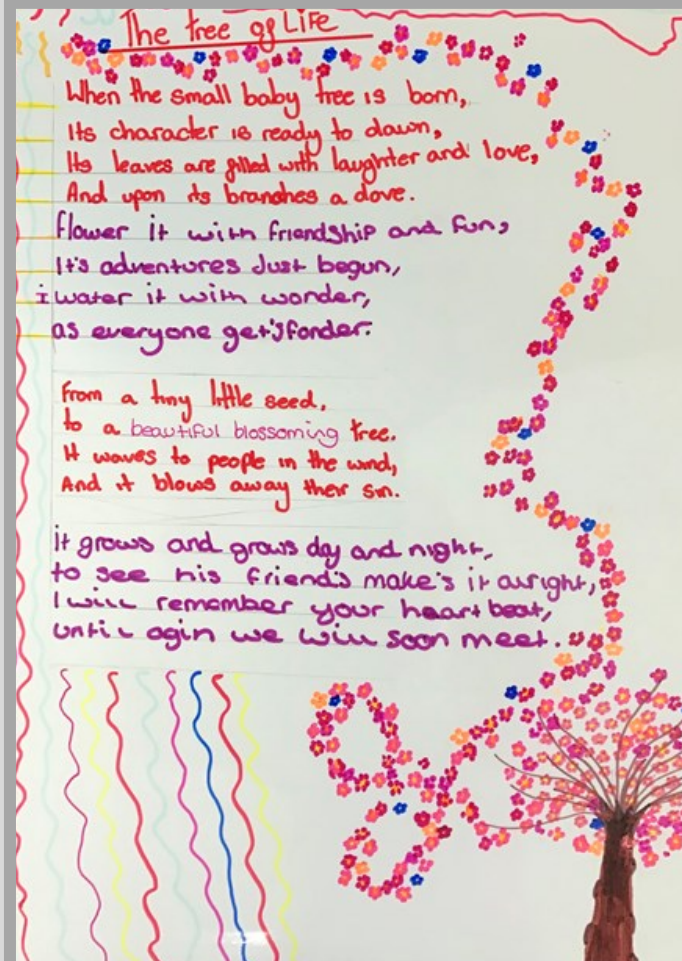 The tree of Life
When the small baby tree is born,
Its character is ready to dawn,
Its leaves are filled with laughter and love,
And upon its branches a dove.
flower it with friendship and fun,
It's adventures Just begun,
i water it with wonder,
as everyone get's fonder.
From a tiny little seed,
to a beautiful blossoming tree.
It waves to people in the wind,
And it blows away their sin.
it grows and grows day and night,
to see his friend's make's it alright,
I will remember your heart beat,
until agin we will soon meet.